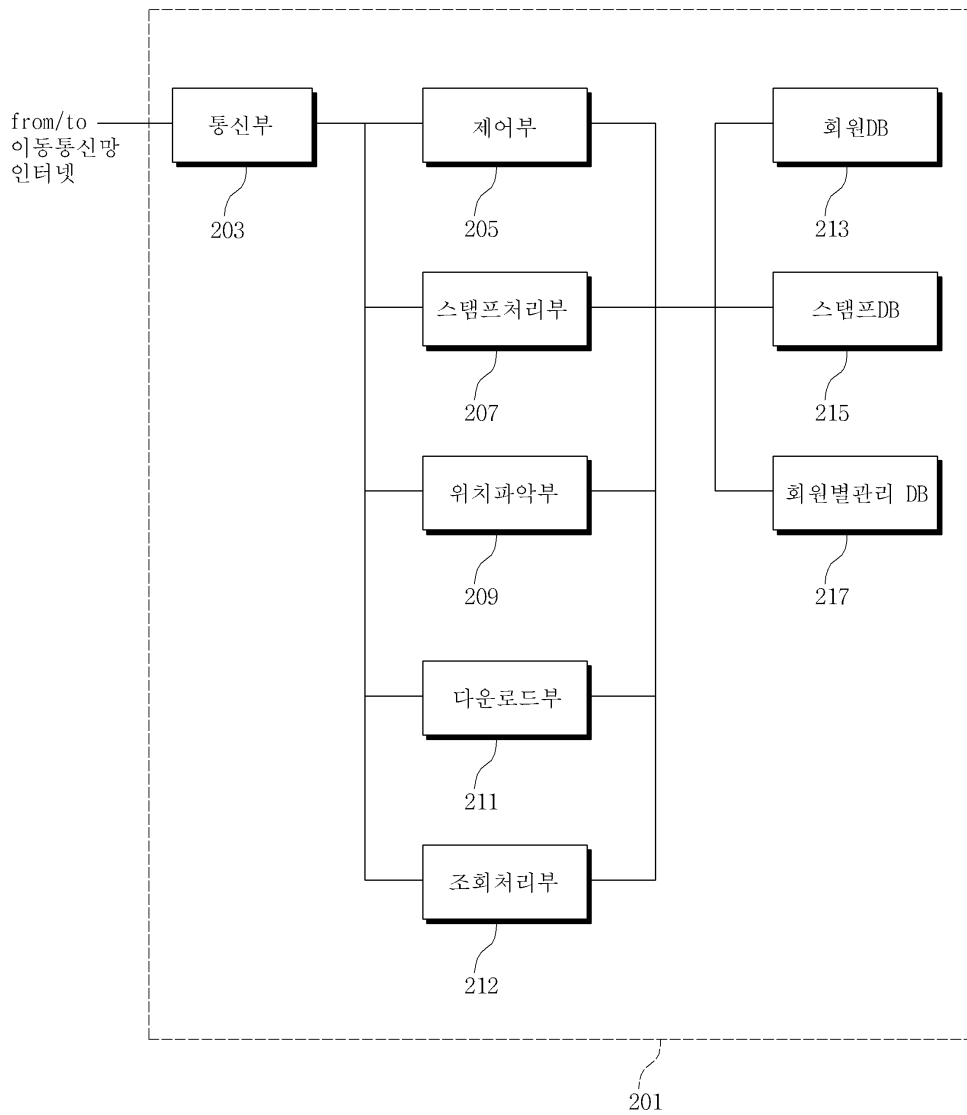 from/to
이동통신망
인터넷
통신부
203
제어부
205
회원DB
213
스탬프처리부
207
스탬프DB
215
위치파악부
209
회원별관리 DB
217
다운로드부
211
조회처리부
212
201